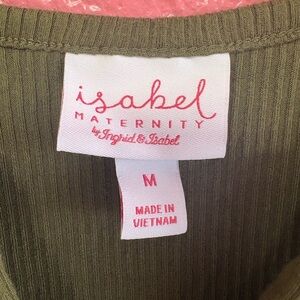 isabel
MATERNITY
by Ingrid & Isabel
M
MADE IN
VIETNAM